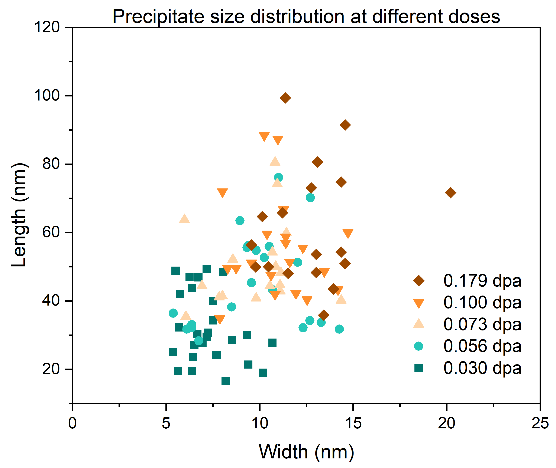 Precipitate size distribution at different doses
120
100
80
60
40
20
Length (nm)
0.179 dpa
0.100 dpa
0.073 dpa
0.056 dpa
0.030 dpa
0 5 10 15 20 25
Width (nm)